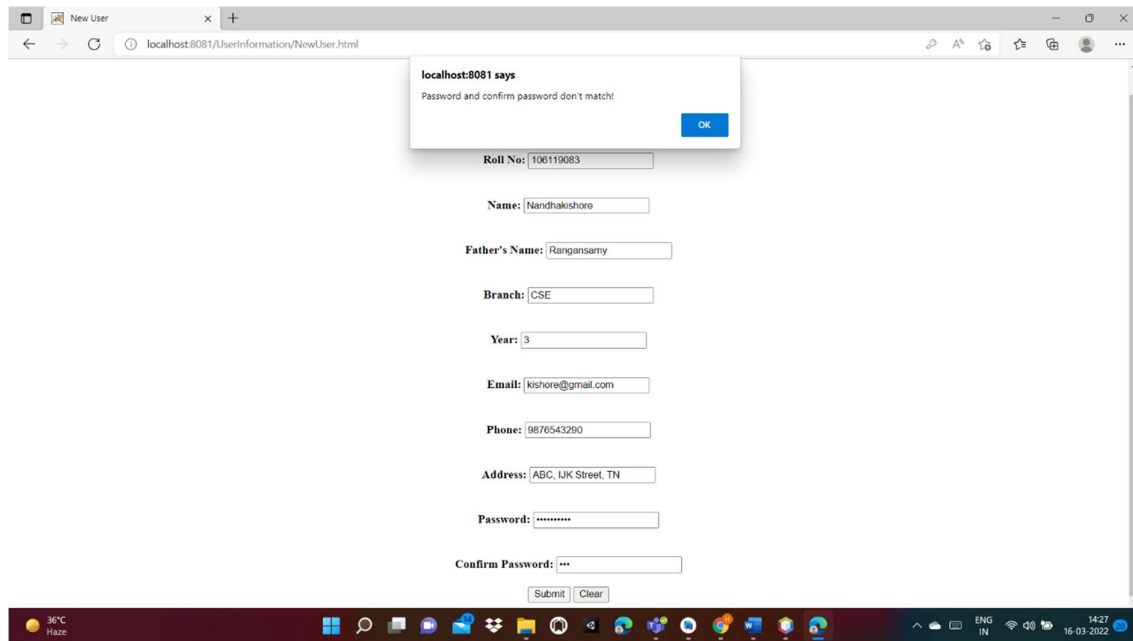 New User
localhost:8081/UserInformation/NewUser.html
localhost:8081 says
Password and confirm password don't match!
OK
Roll No: 106119083
Name: Nandhakishore
Father's Name: Rangansamy
Branch: CSE
Year: 3
Email: kishore@gmail.com
Phone: 9876543290
Address: ABC, IJK Street, TN
Password: ••••••••••
Confirm Password: •••
Submit Clear
36°C
Haze
ENG
IN
14:27
16-03-2022